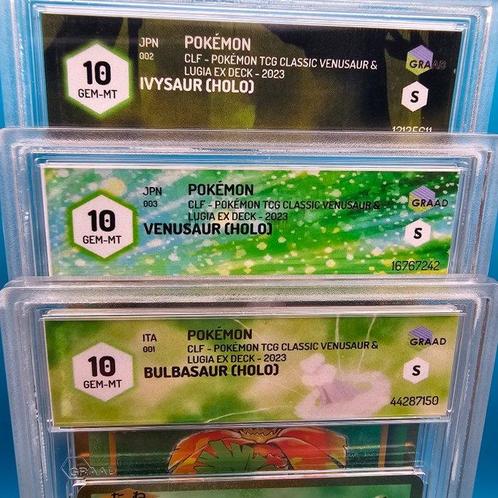 JPN
POKÉMON
002
CLF - POKÉMON TCG CLASSIC VENUSAUR &
LUGIA EX DECK - 2023
IVYSAUR (HOLO)
10
GEM-MT
GRAAD
S
JPN
POKÉMON
003
CLF - POKÉMON TCG CLASSIC VENUSAUR &
LUGIA EX DECK - 2023
VENUSAUR (HOLO)
10
GEM-MT
GRAAD
S
16767242
ITA
POKÉMON
001
CLF - POKÉMON TCG CLASSIC VENUSAUR &
LUGIA EX DECK - 2023
BULBASAUR (HOLO)
10
GEM-MT
GRAAD
S
44287150
GRAAD